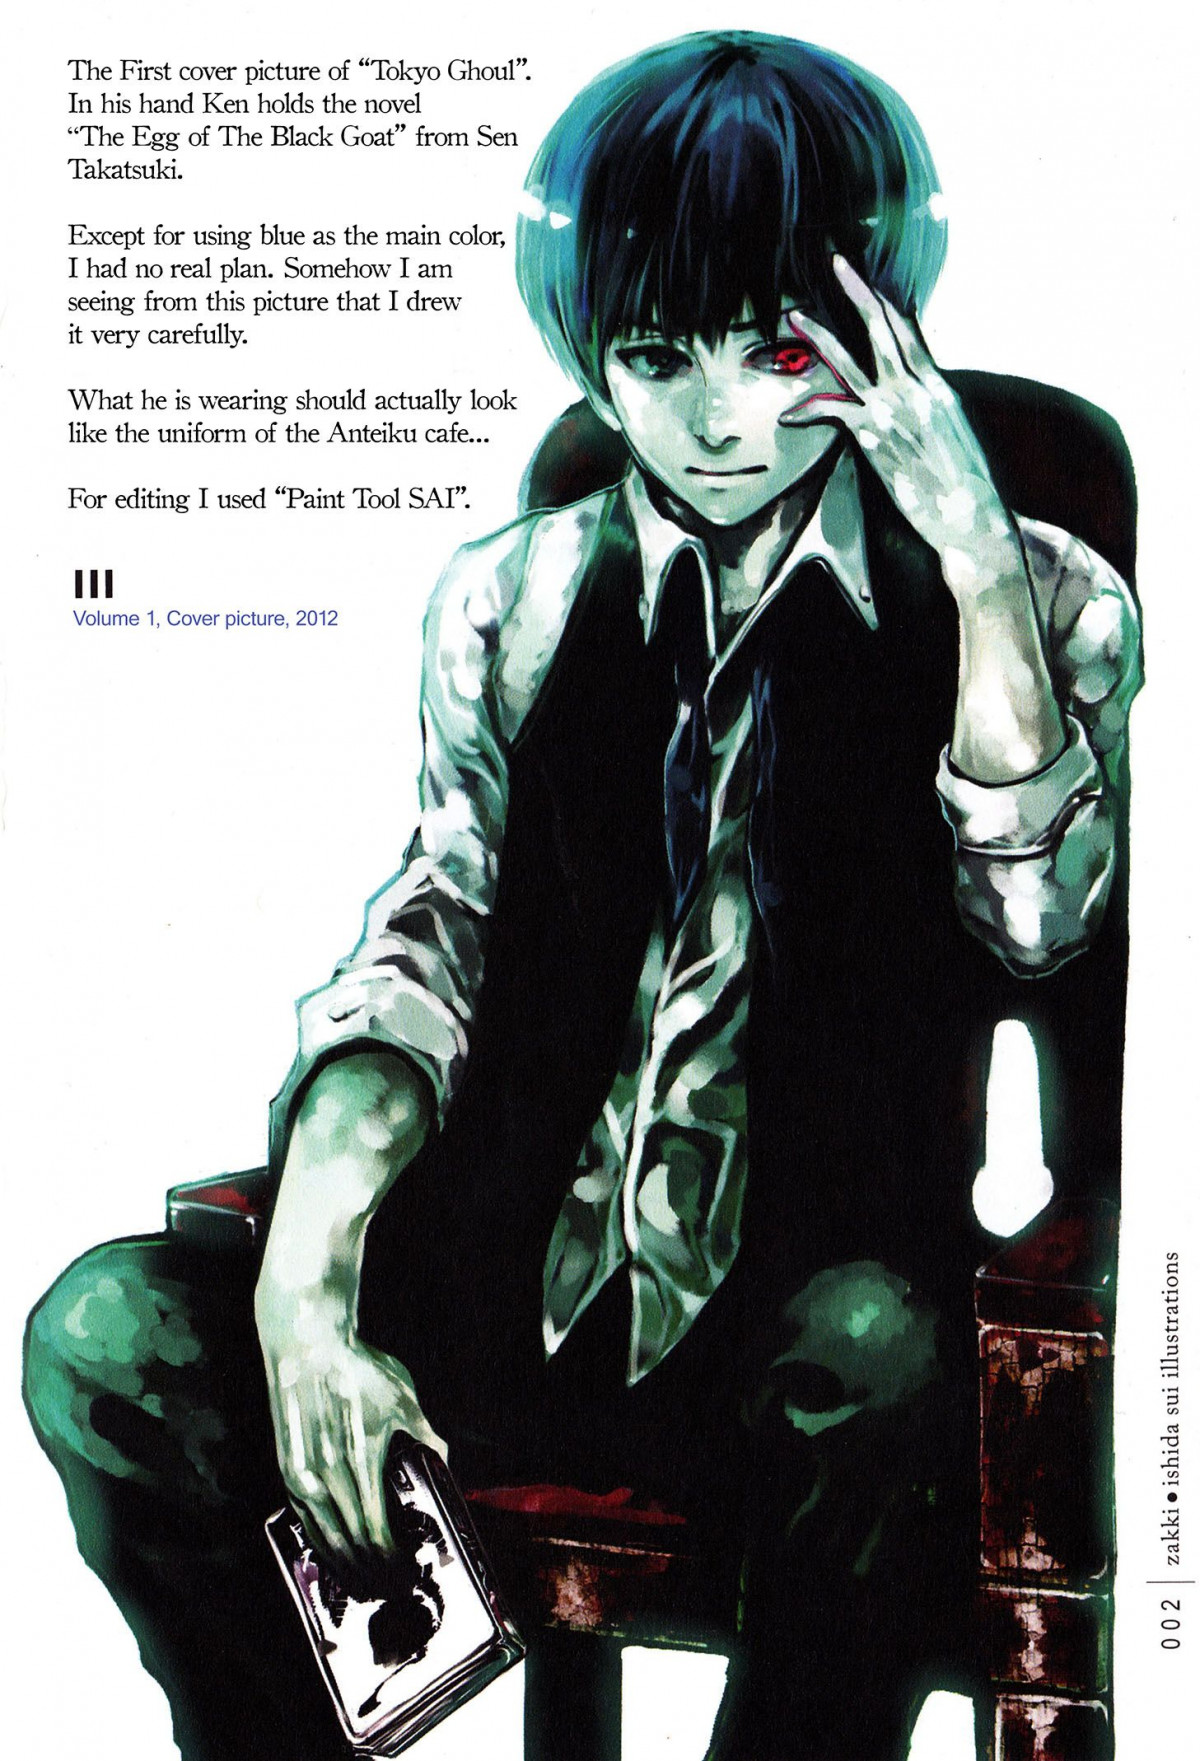 The First cover picture of “Tokyo Ghoul”.
In his hand Ken holds the novel
“The Egg of The Black Goat” from Sen
Takatsuki.
Except for using blue as the main color,
I had no real plan. Somehow I am
seeing from this picture that I drew
it very carefully.
What he is wearing should actually look
like the uniform of the Anteiku cafe...
For editing I used “Paint Tool SAI”.
III
Volume 1, Cover picture, 2012
002 | zakki ● ishida sui illustrations